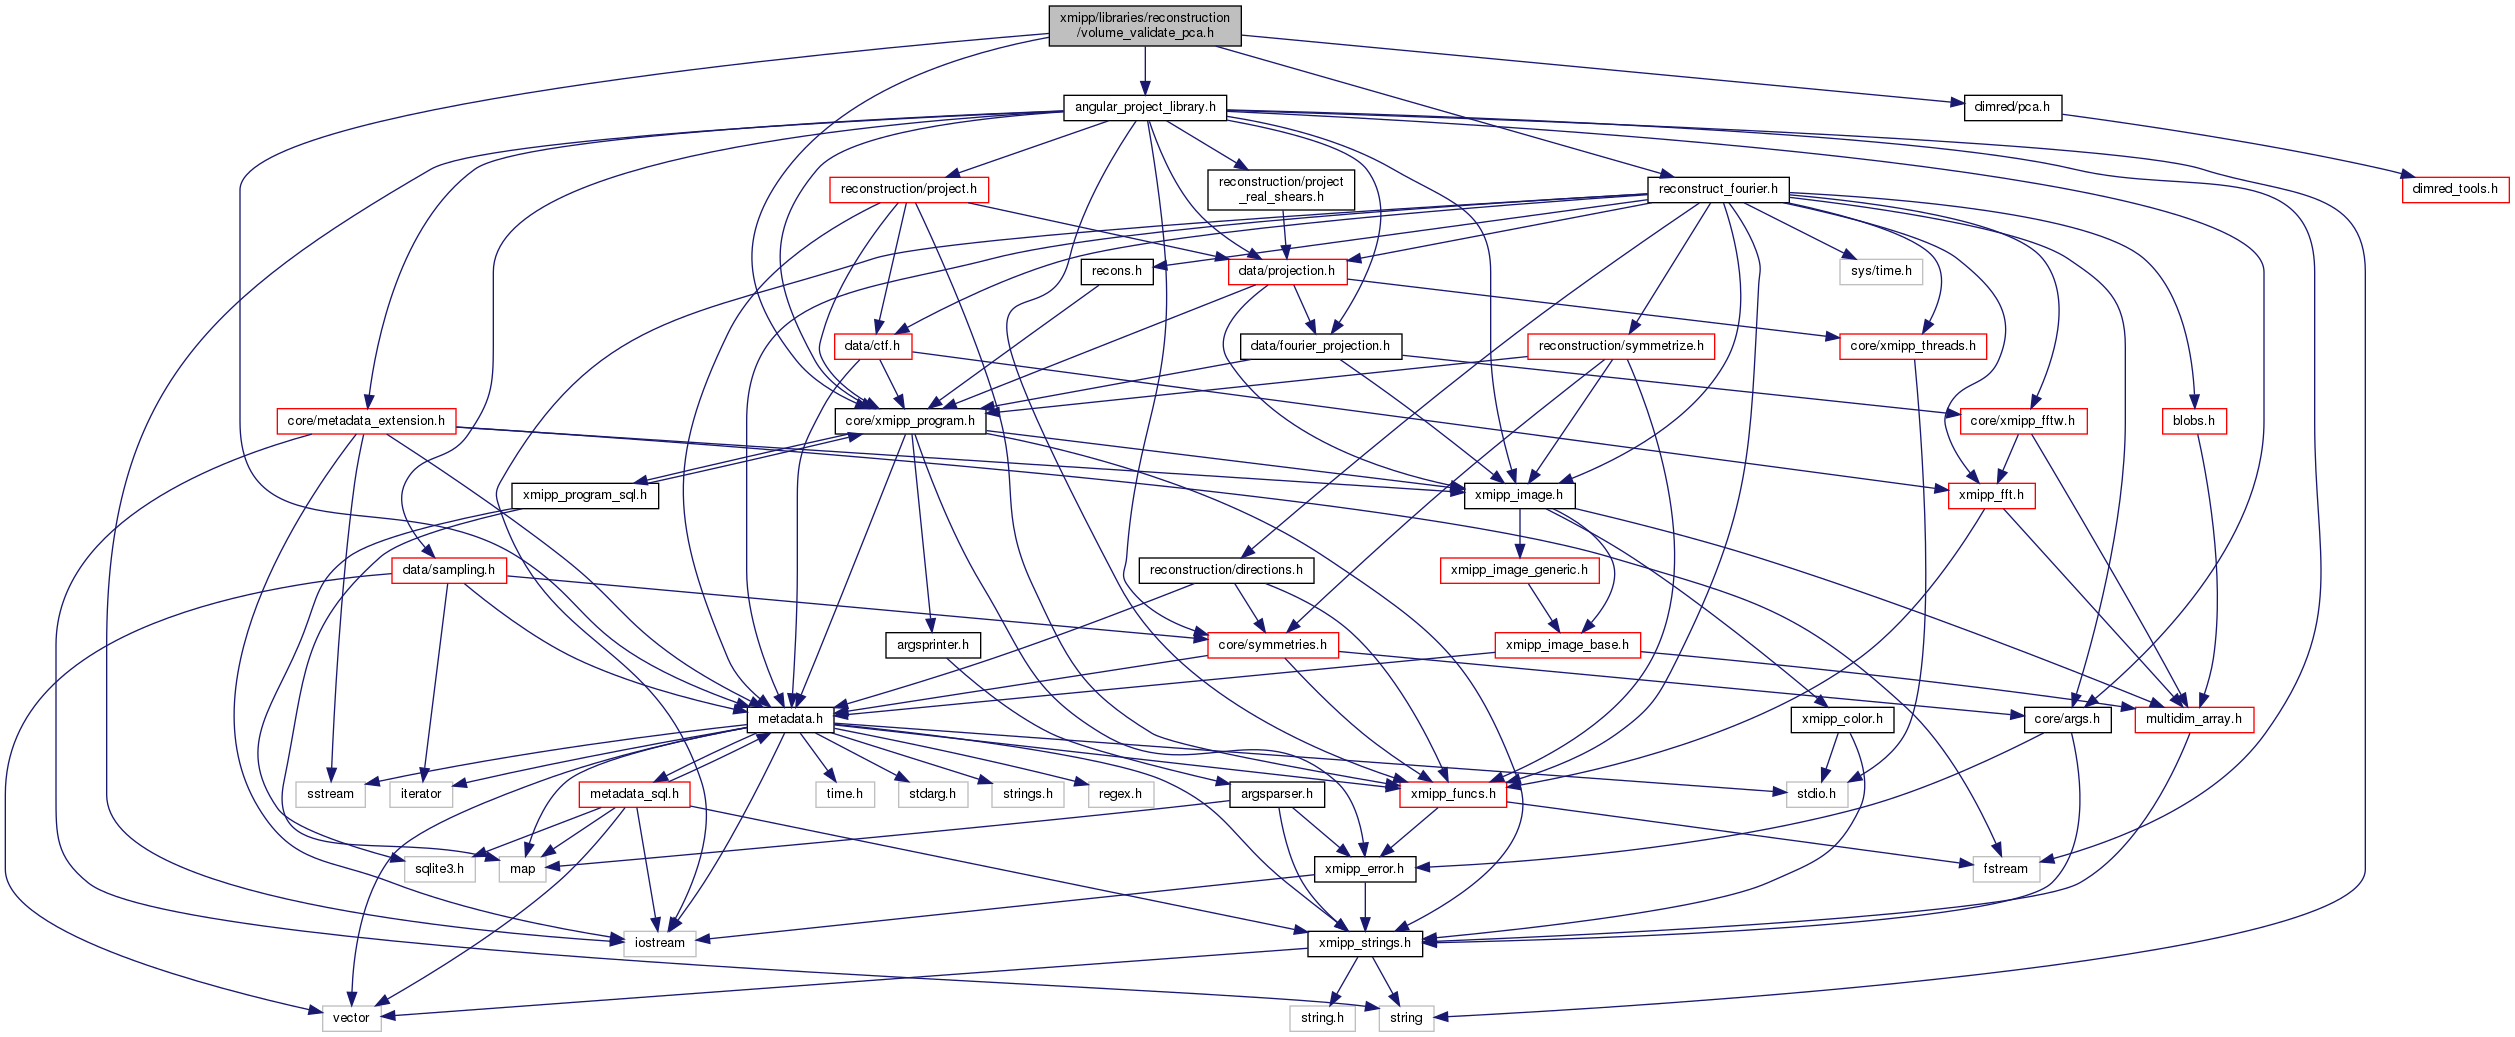 xmipp/libraries/reconstruction
/volume_validate_pca.h
angular_project_library.h
dimred/pca.h
reconstruction/project.h
reconstruction/project
_real_shears.h
reconstruct_fourier.h
dimred_tools.h
recons.h
data/projection.h
sys/time.h
data/ctf.h
data/fourier_projection.h
reconstruction/symmetrize.h
core/xmipp_threads.h
core/metadata_extension.h
core/xmipp_program.h
core/xmipp_fftw.h
blobs.h
xmipp_program_sql.h
xmipp_image.h
xmipp_fft.h
data/sampling.h
reconstruction/directions.h
xmipp_image_generic.h
argsprinter.h
core/symmetries.h
xmipp_image_base.h
metadata.h
xmipp_color.h
core/args.h
multidim_array.h
sstream
iterator
metadata_sql.h
time.h
stdarg.h
strings.h
regex.h
argsparser.h
xmipp_funcs.h
stdio.h
sqlite3.h
map
xmipp_error.h
fstream
iostream
xmipp_strings.h
vector
string.h
string